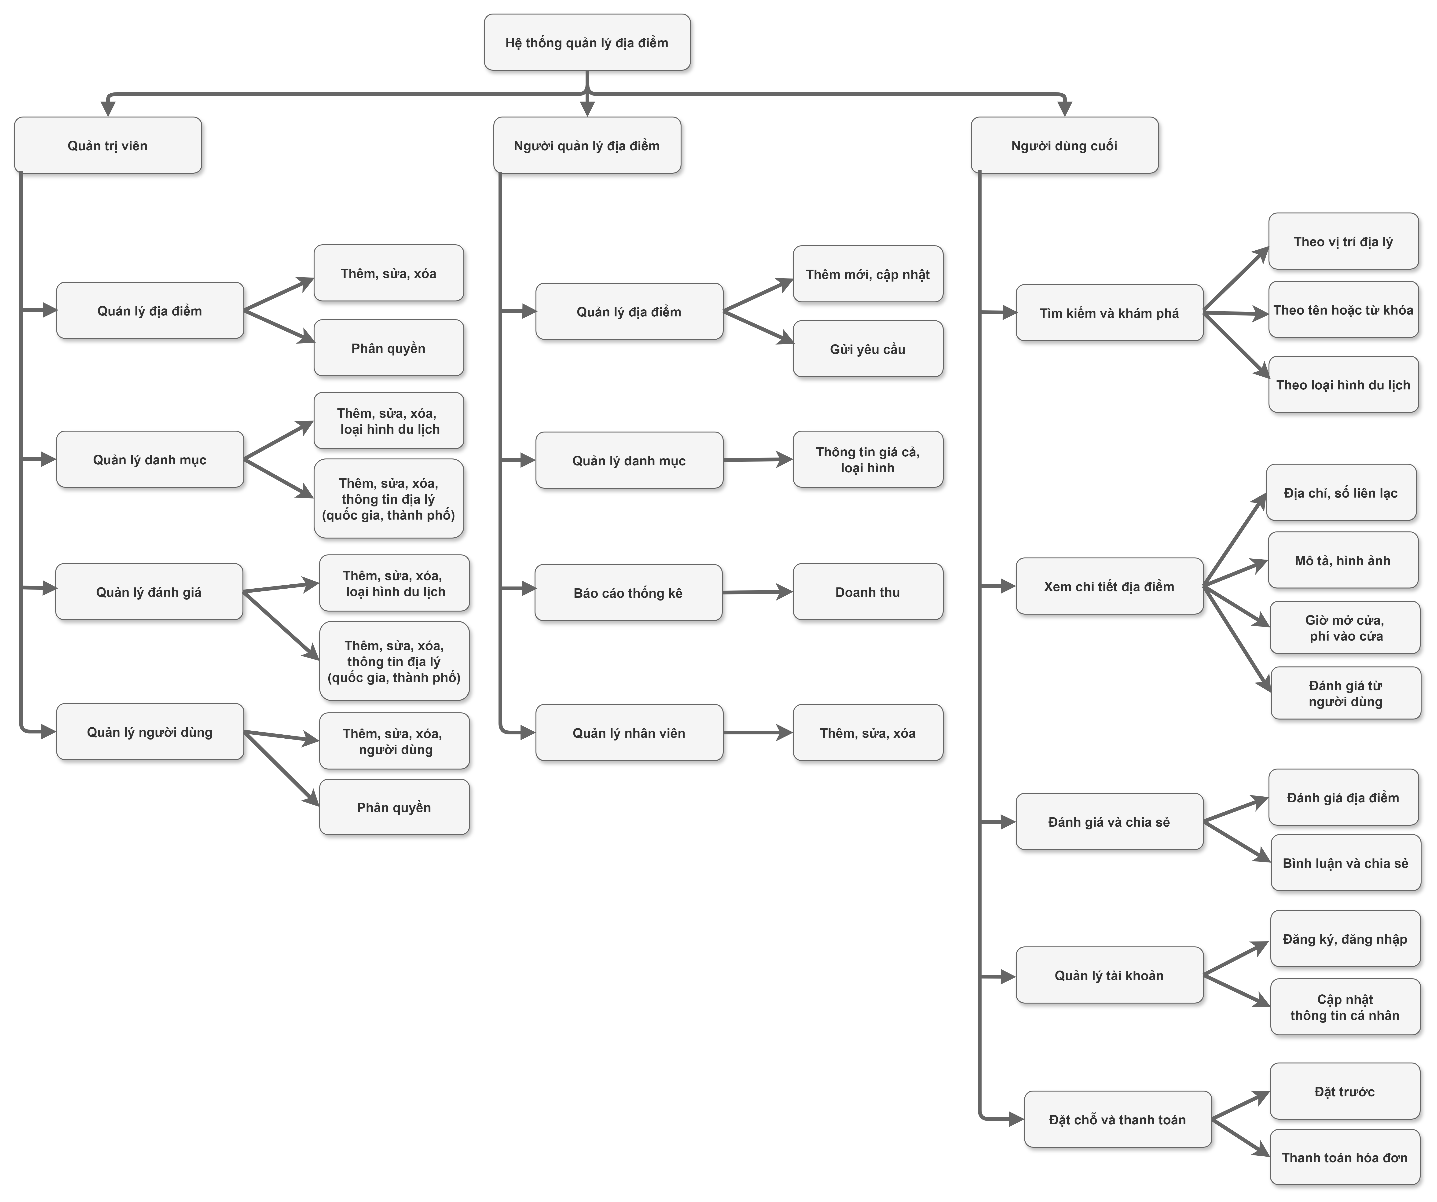 Hệ thống quản lý địa điểm
Quản trị viên
Quản lý địa điểm
Thêm, sửa, xóa
Phân quyền
Quản lý danh mục
Thêm, sửa, xóa,
loại hình du lịch
Thêm, sửa, xóa,
thông tin địa lý
(quốc gia, thành phố)
Quản lý đánh giá
Thêm, sửa, xóa,
loại hình du lịch
Thêm, sửa, xóa,
thông tin địa lý
(quốc gia, thành phố)
Quản lý người dùng
Thêm, sửa, xóa,
người dùng
Phân quyền
Người quản lý địa điểm
Quản lý địa điểm
Thêm mới, cập nhật
Gửi yêu cầu
Quản lý danh mục
Thông tin giá cả,
loại hình
Báo cáo thống kê
Doanh thu
Quản lý nhân viên
Thêm, sửa, xóa
Người dùng cuối
Tìm kiếm và khám phá
Theo vị trí địa lý
Theo tên hoặc từ khóa
Theo loại hình du lịch
Xem chi tiết địa điểm
Địa chỉ, số liên lạc
Mô tả, hình ảnh
Giờ mở cửa,
phí vào cửa
Đánh giá từ
người dùng
Đánh giá và chia sẻ
Đánh giá địa điểm
Bình luận và chia sẻ
Quản lý tài khoản
Đăng ký, đăng nhập
Cập nhật
thông tin cá nhân
Đặt chỗ và thanh toán
Đặt trước
Thanh toán hóa đơn